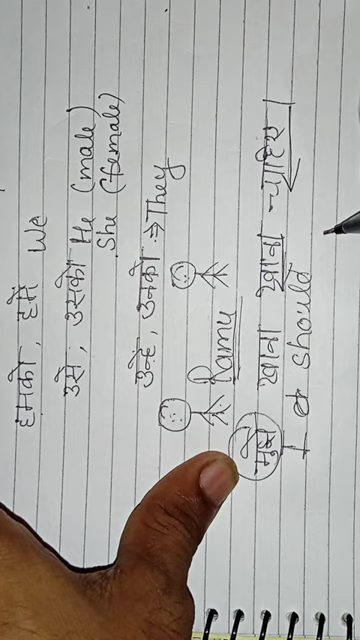 हमको, हमें We
उसे, उसको He (male)
She (female)
उन्हे, उनको → They
Ramu
मुझे खाना खाना चाहिए।
I should